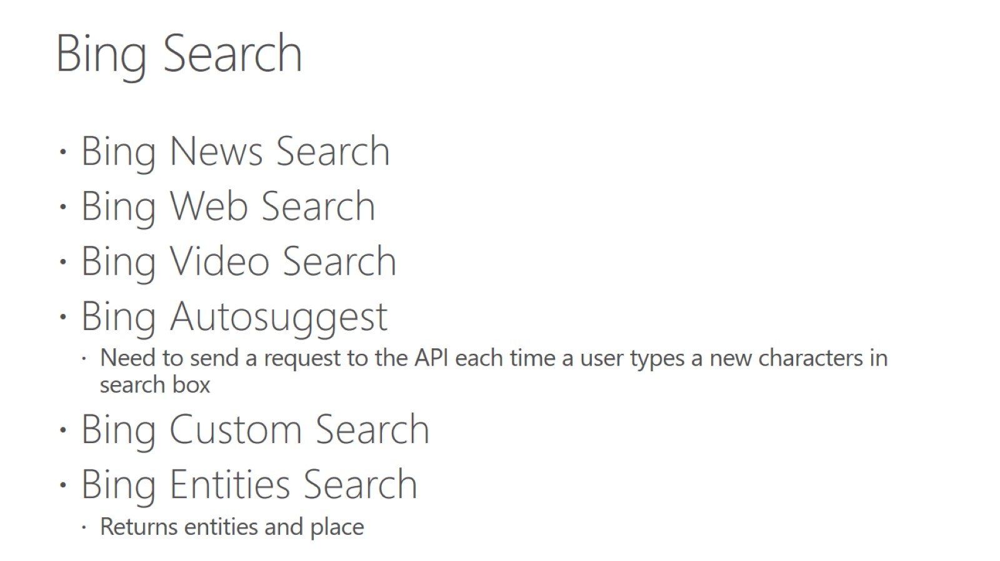 Bing Search
· Bing News Search
· Bing Web Search
· Bing Video Search
· Bing Autosuggest
· Need to send a request to the API each time a user types a new characters in
search box
· Bing Custom Search
· Bing Entities Search
· Returns entities and place